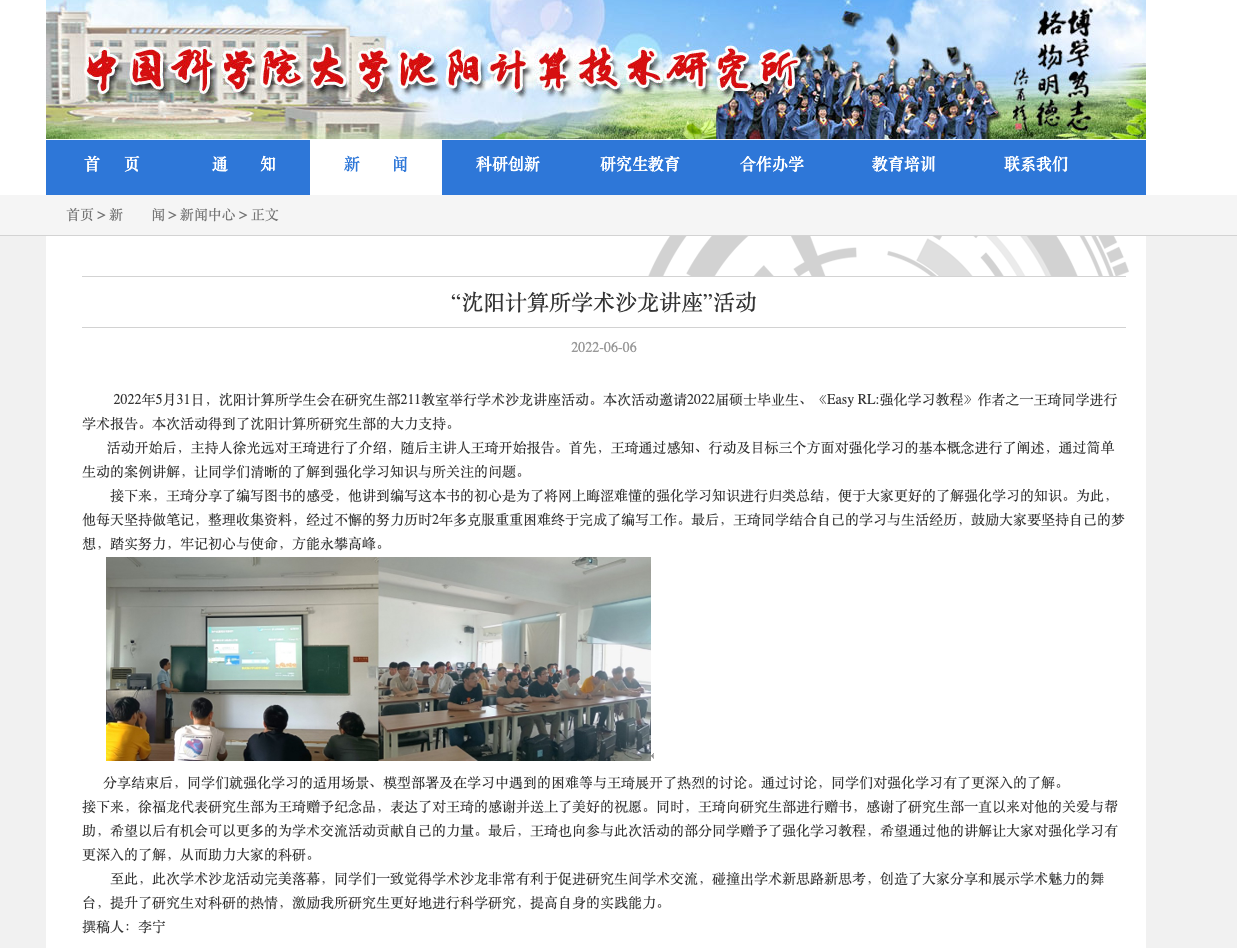 中国科学院大学沈阳计算技术研究所
博学笃志
格物明德
首 页 通 知 新 闻 科研创新 研究生教育 合作办学 教育培训 联系我们
首页 > 新 闻 > 新闻中心 > 正文
“沈阳计算所学术沙龙讲座”活动
2022-06-06
2022年5月31日，沈阳计算所学生会在研究生部211教室举行学术沙龙讲座活动。本次活动邀请2022届硕士毕业生、《Easy RL:强化学习教程》作者之一王琦同学进行
学术报告。本次活动得到了沈阳计算所研究生部的大力支持。
活动开始后，主持人徐光远对王琦进行了介绍，随后主讲人王琦开始报告。首先，王琦通过感知、行动及目标三个方面对强化学习的基本概念进行了阐述，通过简单
生动的案例讲解，让同学们清晰的了解到强化学习知识与所关注的问题。
接下来，王琦分享了编写图书的感受，他讲到编写这本书的初心是为了将网上晦涩难懂的强化学习知识进行归类总结，便于大家更好的了解强化学习的知识。为此，
他每天坚持做笔记，整理收集资料，经过不懈的努力历时2年多克服重重困难终于完成了编写工作。最后，王琦同学结合自己的学习与生活经历，鼓励大家要坚持自己的梦
想，踏实努力，牢记初心与使命，方能永攀高峰。
分享结束后，同学们就强化学习的适用场景、模型部署及在学习中遇到的困难等与王琦展开了热烈的讨论。通过讨论，同学们对强化学习有了更深入的了解。
接下来，徐福龙代表研究生部为王琦赠予纪念品，表达了对王琦的感谢并送上了美好的祝愿。同时，王琦向研究生部进行赠书，感谢了研究生部一直以来对他的关爱与帮
助，希望以后有机会可以更多的为学术交流活动贡献自己的力量。最后，王琦也向参与此次活动的部分同学赠予了强化学习教程，希望通过他的讲解让大家对强化学习有
更深入的了解，从而助力大家的科研。
至此，此次学术沙龙活动完美落幕，同学们一致觉得学术沙龙非常有利于促进研究生间学术交流，碰撞出学术新思路新思考，创造了大家分享和展示学术魅力的舞
台，提升了研究生对科研的热情，激励我所研究生更好地进行科学研究，提高自身的实践能力。
撰稿人：李宁